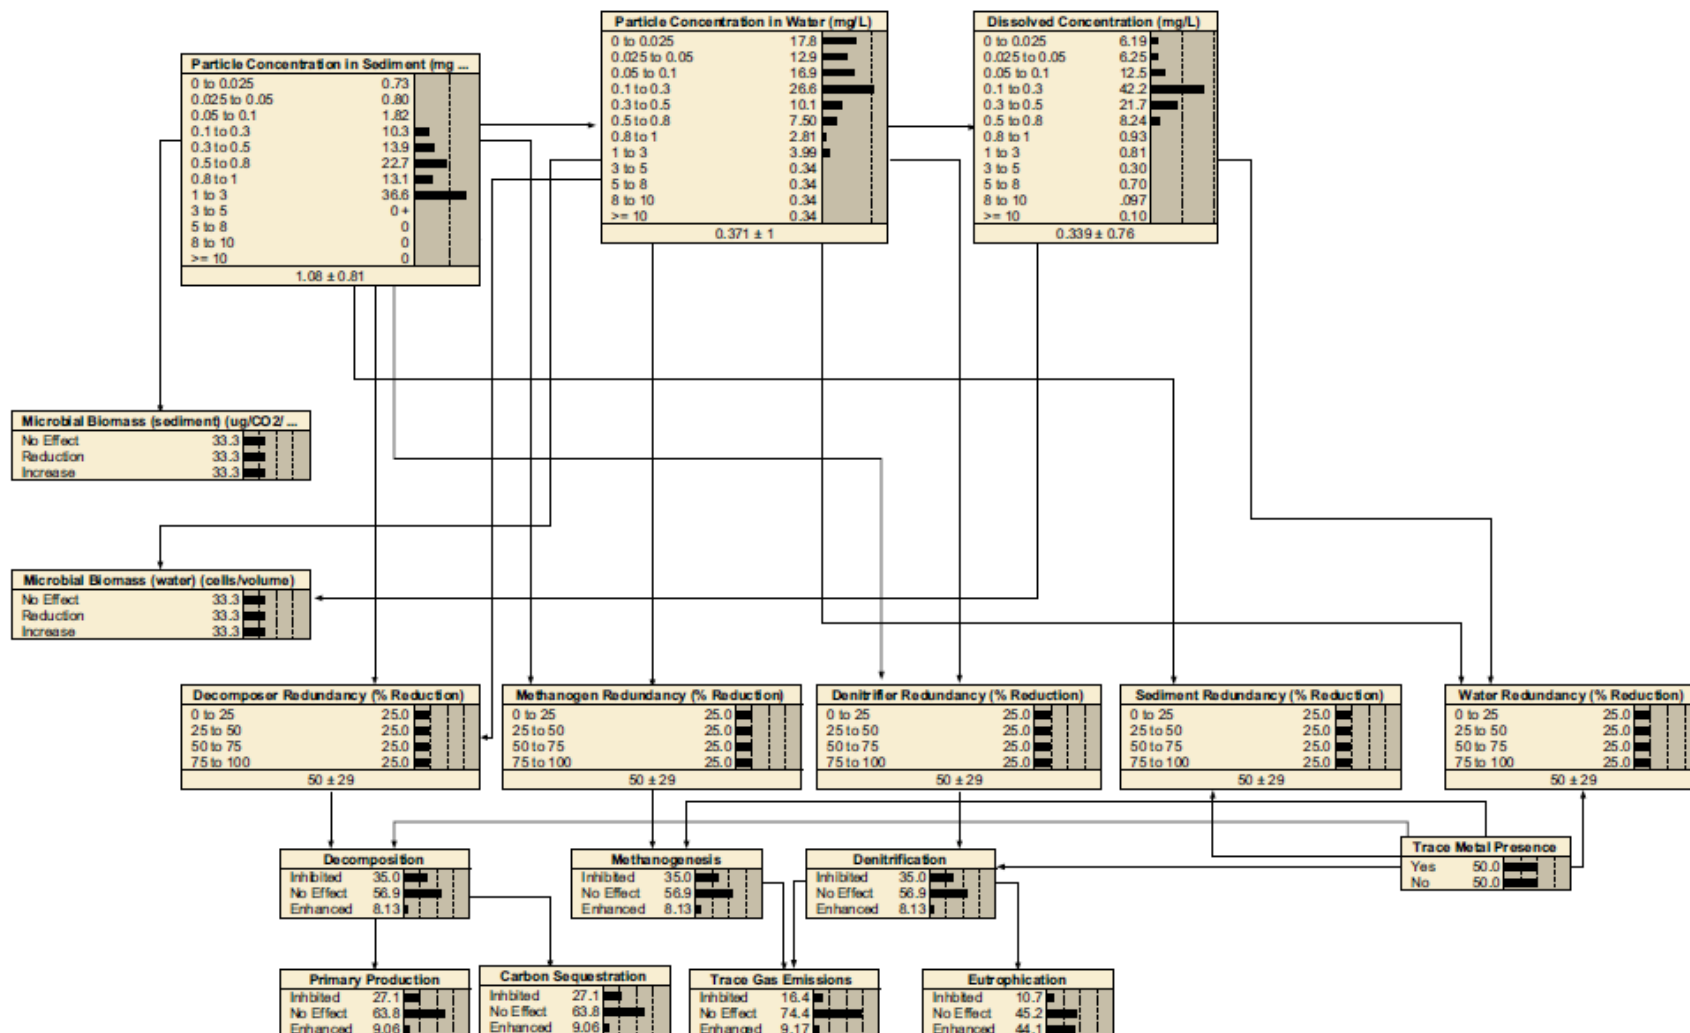 Particle Concentration in Sediment (mg ...
0 to 0.025 0.73
0.025 to 0.05 0.80
0.05 to 0.1 1.82
0.1 to 0.3 10.3
0.3 to 0.5 13.9
0.5 to 0.8 22.7
0.8 to 1 13.1
1 to 3 36.6
3 to 5 0+
5 to 8 0
8 to 10 0
>= 10 0
1.08 ± 0.81
Particle Concentration in Water (mg/L)
0 to 0.025 17.8
0.025 to 0.05 12.9
0.05 to 0.1 16.9
0.1 to 0.3 26.6
0.3 to 0.5 10.1
0.5 to 0.8 7.50
0.8 to 1 2.81
1 to 3 3.99
3 to 5 0.34
5 to 8 0.34
8 to 10 0.34
>= 10 0.34
0.371 ± 1
Dissolved Concentration (mg/L)
0 to 0.025 6.19
0.025 to 0.05 6.25
0.05 to 0.1 12.5
0.1 to 0.3 42.2
0.3 to 0.5 21.7
0.5 to 0.8 8.24
0.8 to 1 0.93
1 to 3 0.81
3 to 5 0.30
5 to 8 0.70
8 to 10 .097
>= 10 0.10
0.339 ± 0.76
Microbial Biomass (sediment) (ug/CO2/ ...
No Effect 33.3
Reduction 33.3
Increase 33.3
Microbial Biomass (water) (cells/volume)
No Effect 33.3
Reduction 33.3
Increase 33.3
Decomposer Redundancy (% Reduction)
0 to 25 25.0
25 to 50 25.0
50 to 75 25.0
75 to 100 25.0
50 ± 29
Methanogen Redundancy (% Reduction)
0 to 25 25.0
25 to 50 25.0
50 to 75 25.0
75 to 100 25.0
50 ± 29
Denitrifier Redundancy (% Reduction)
0 to 25 25.0
25 to 50 25.0
50 to 75 25.0
75 to 100 25.0
50 ± 29
Sediment Redundancy (% Reduction)
0 to 25 25.0
25 to 50 25.0
50 to 75 25.0
75 to 100 25.0
50 ± 29
Water Redundancy (% Reduction)
0 to 25 25.0
25 to 50 25.0
50 to 75 25.0
75 to 100 25.0
50 ± 29
Decomposition
Inhibited 35.0
No Effect 56.9
Enhanced 8.13
Methanogenesis
Inhibited 35.0
No Effect 56.9
Enhanced 8.13
Denitrification
Inhibited 35.0
No Effect 56.9
Enhanced 8.13
Trace Metal Presence
Yes 50.0
No 50.0
Primary Production
Inhbited 27.1
No Effect 63.8
Enhanced 9.06
Carbon Sequestration
Inhbited 27.1
No Effect 63.8
Enhanced 9.06
Trace Gas Emissions
Inhbited 16.4
No Effect 74.4
Enhanced 9.17
Eutrophication
Inhbited 10.7
No Effect 45.2
Enhanced 44.1